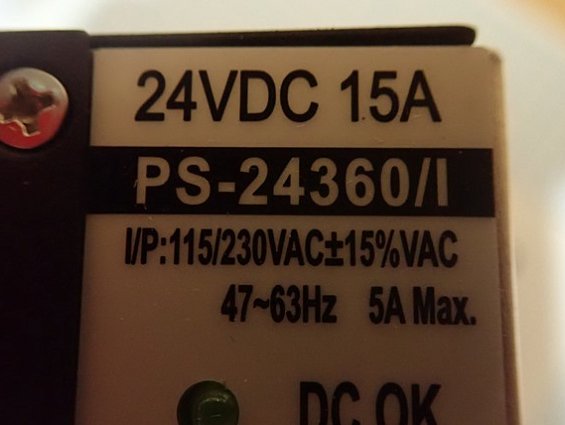 24VDC 15A
PS-24360/I
I/P:115/230VAC±15%VAC
47~63Hz 5A Max.
DC OK